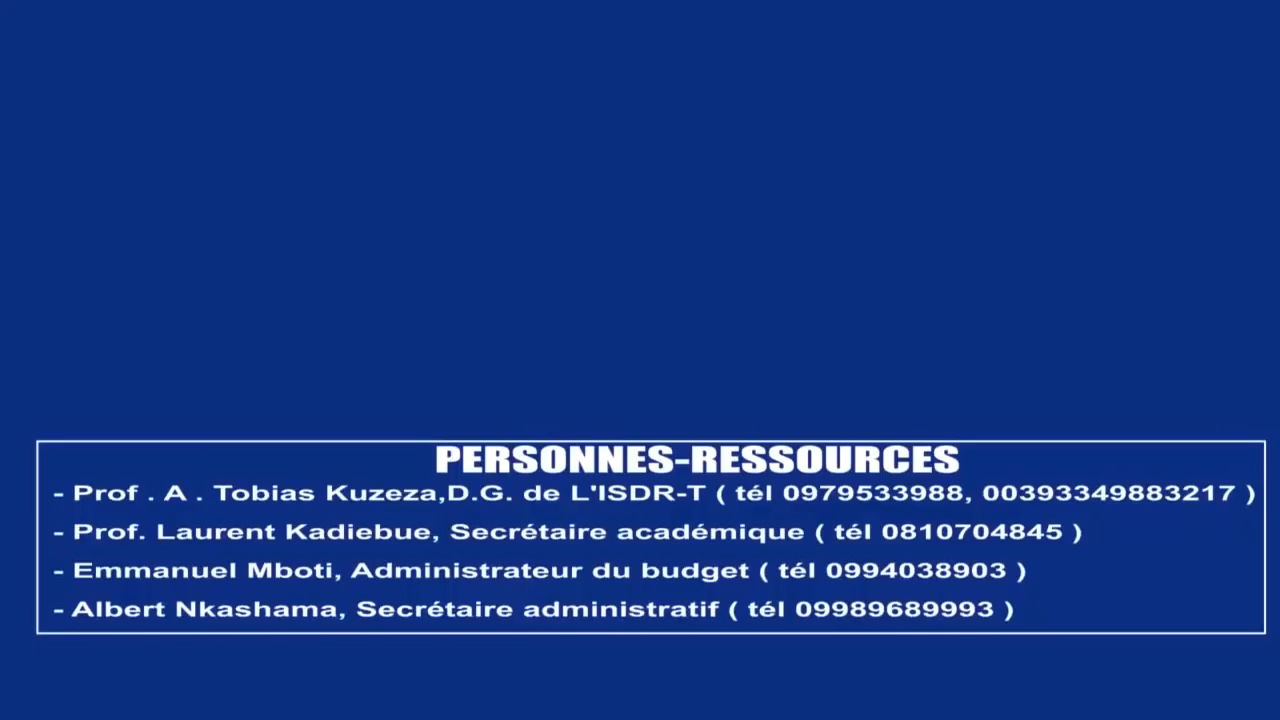 PERSONNES-RESSOURCES
- Prof . A . Tobias Kuzeza,D.G. de L'ISDR-T ( tél 0979533988, 00393349883217 )
- Prof. Laurent Kadiebue, Secrétaire académique ( tél 0810704845 )
- Emmanuel Mboti, Administrateur du budget ( tél 0994038903 )
- Albert Nkashama, Secrétaire administratif ( tél 09989689993 )